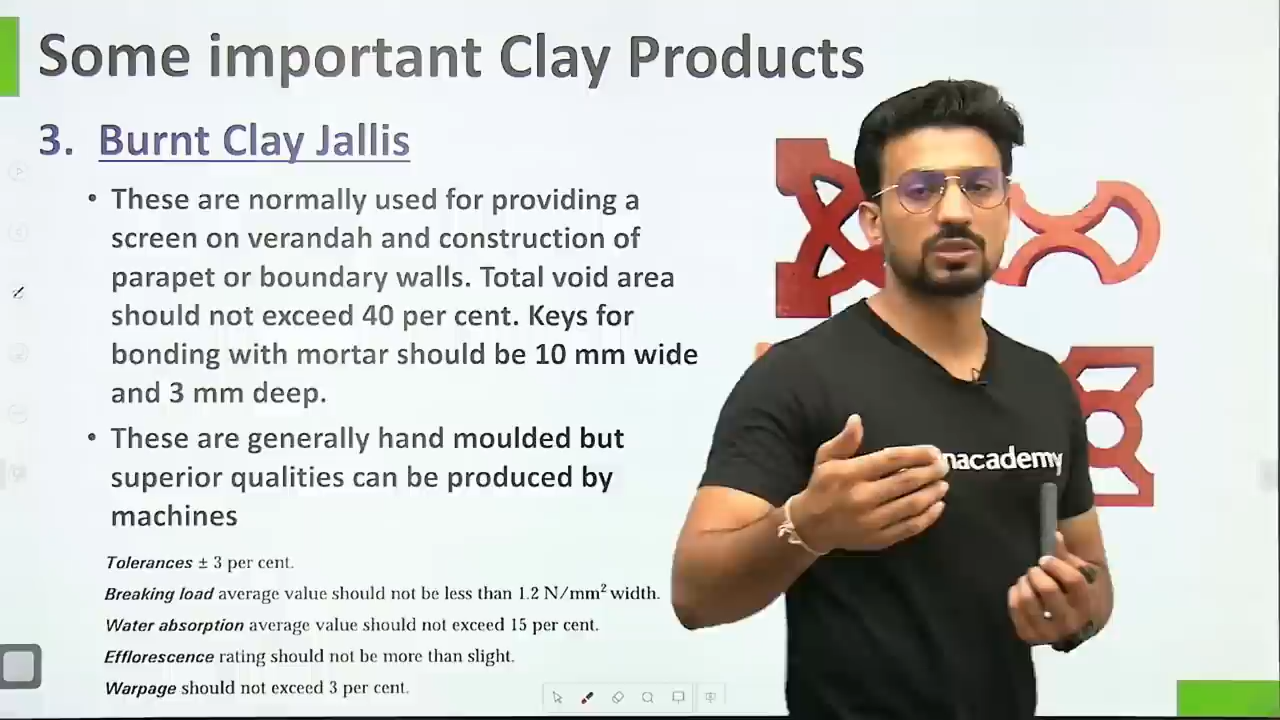 Some important Clay Products
3. Burnt Clay Jallis
• These are normally used for providing a
screen on verandah and construction of
parapet or boundary walls. Total void area
should not exceed 40 per cent. Keys for
bonding with mortar should be 10 mm wide
and 3 mm deep.
• These are generally hand moulded but
superior qualities can be produced by
machines
Tolerances ± 3 per cent.
Breaking load average value should not be less than 1.2 N/mm² width.
Water absorption average value should not exceed 15 per cent.
Efflorescence rating should not be more than slight.
Warpage should not exceed 3 per cent.
nacademy